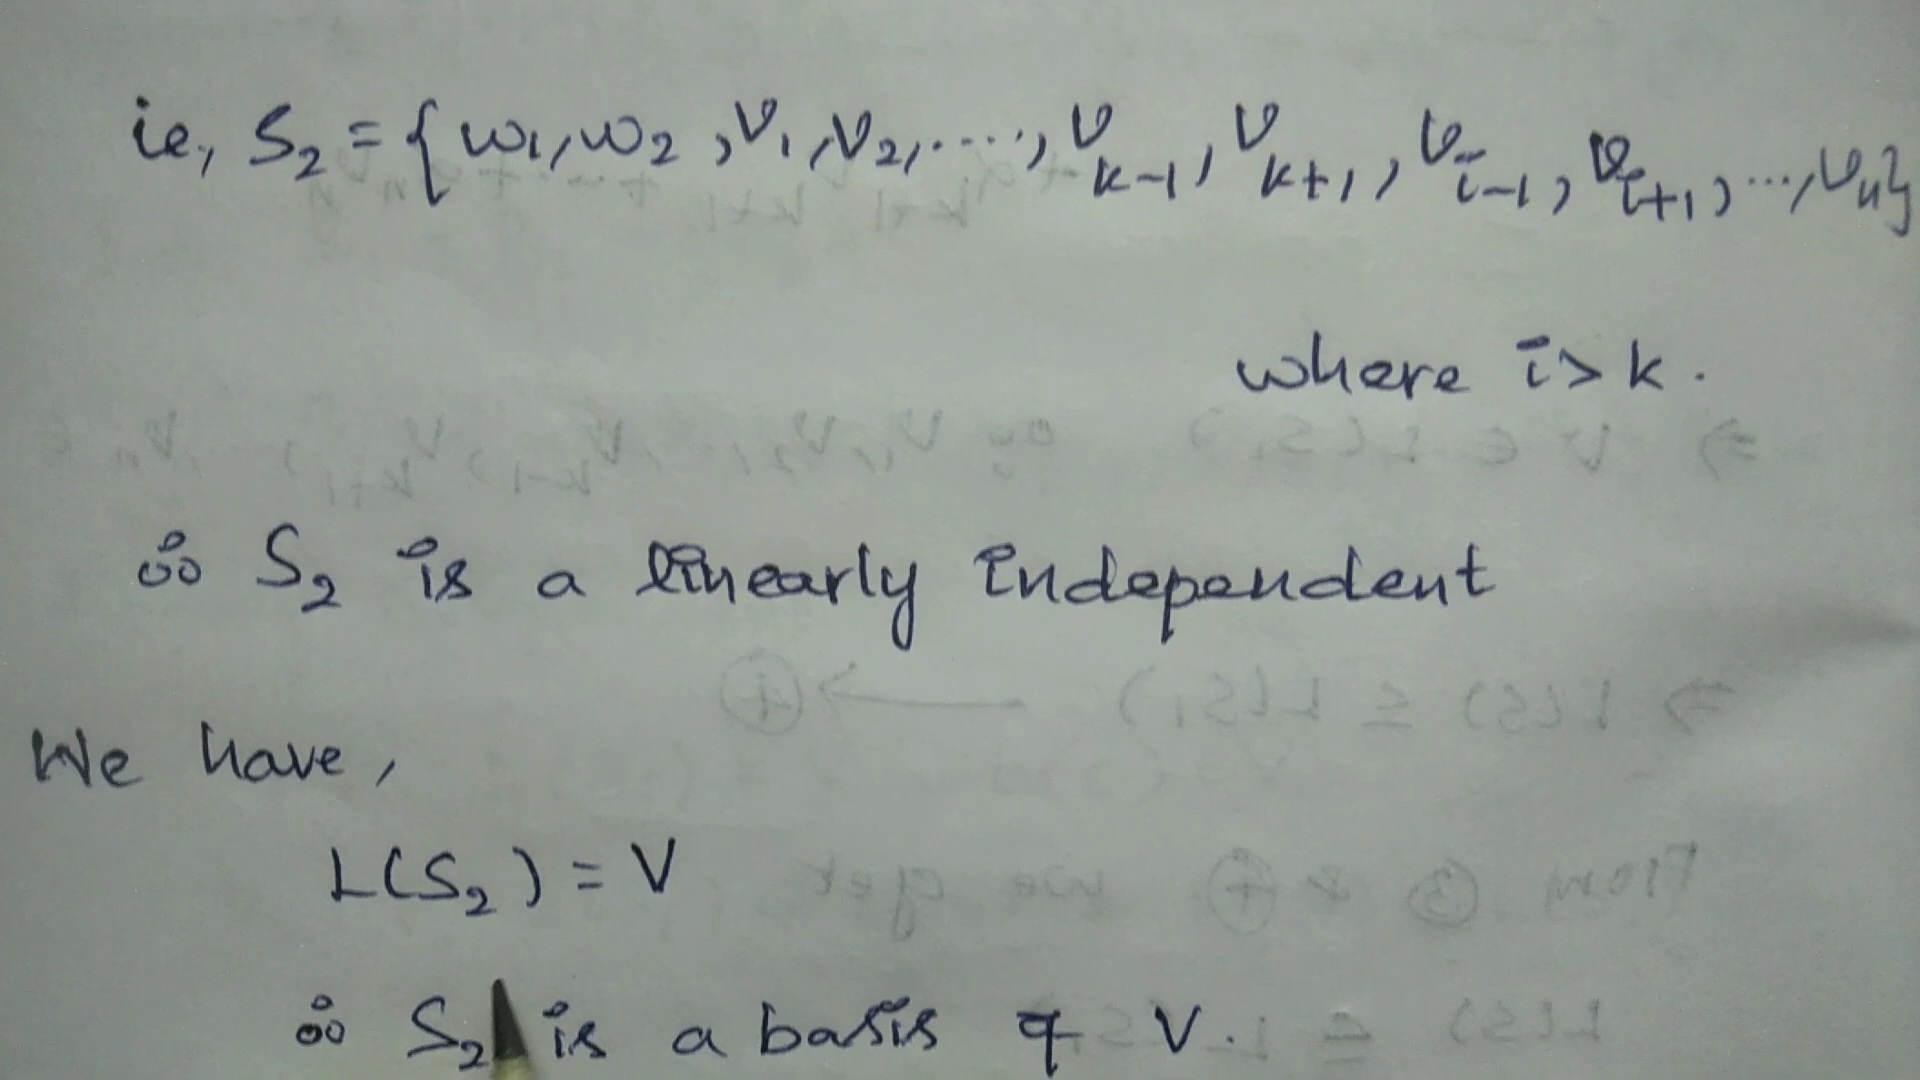 ie, S₂ = { w₁, w₂, v₁, v₂, ....., v_{k-1}, v_{k+1}, v_{i-1}, v_{i+1}, ..., v_n}
where i > k.
∴ S₂ is a linearly independent
We have,
L(S₂) = V
∴ S₂ is a basis of V.